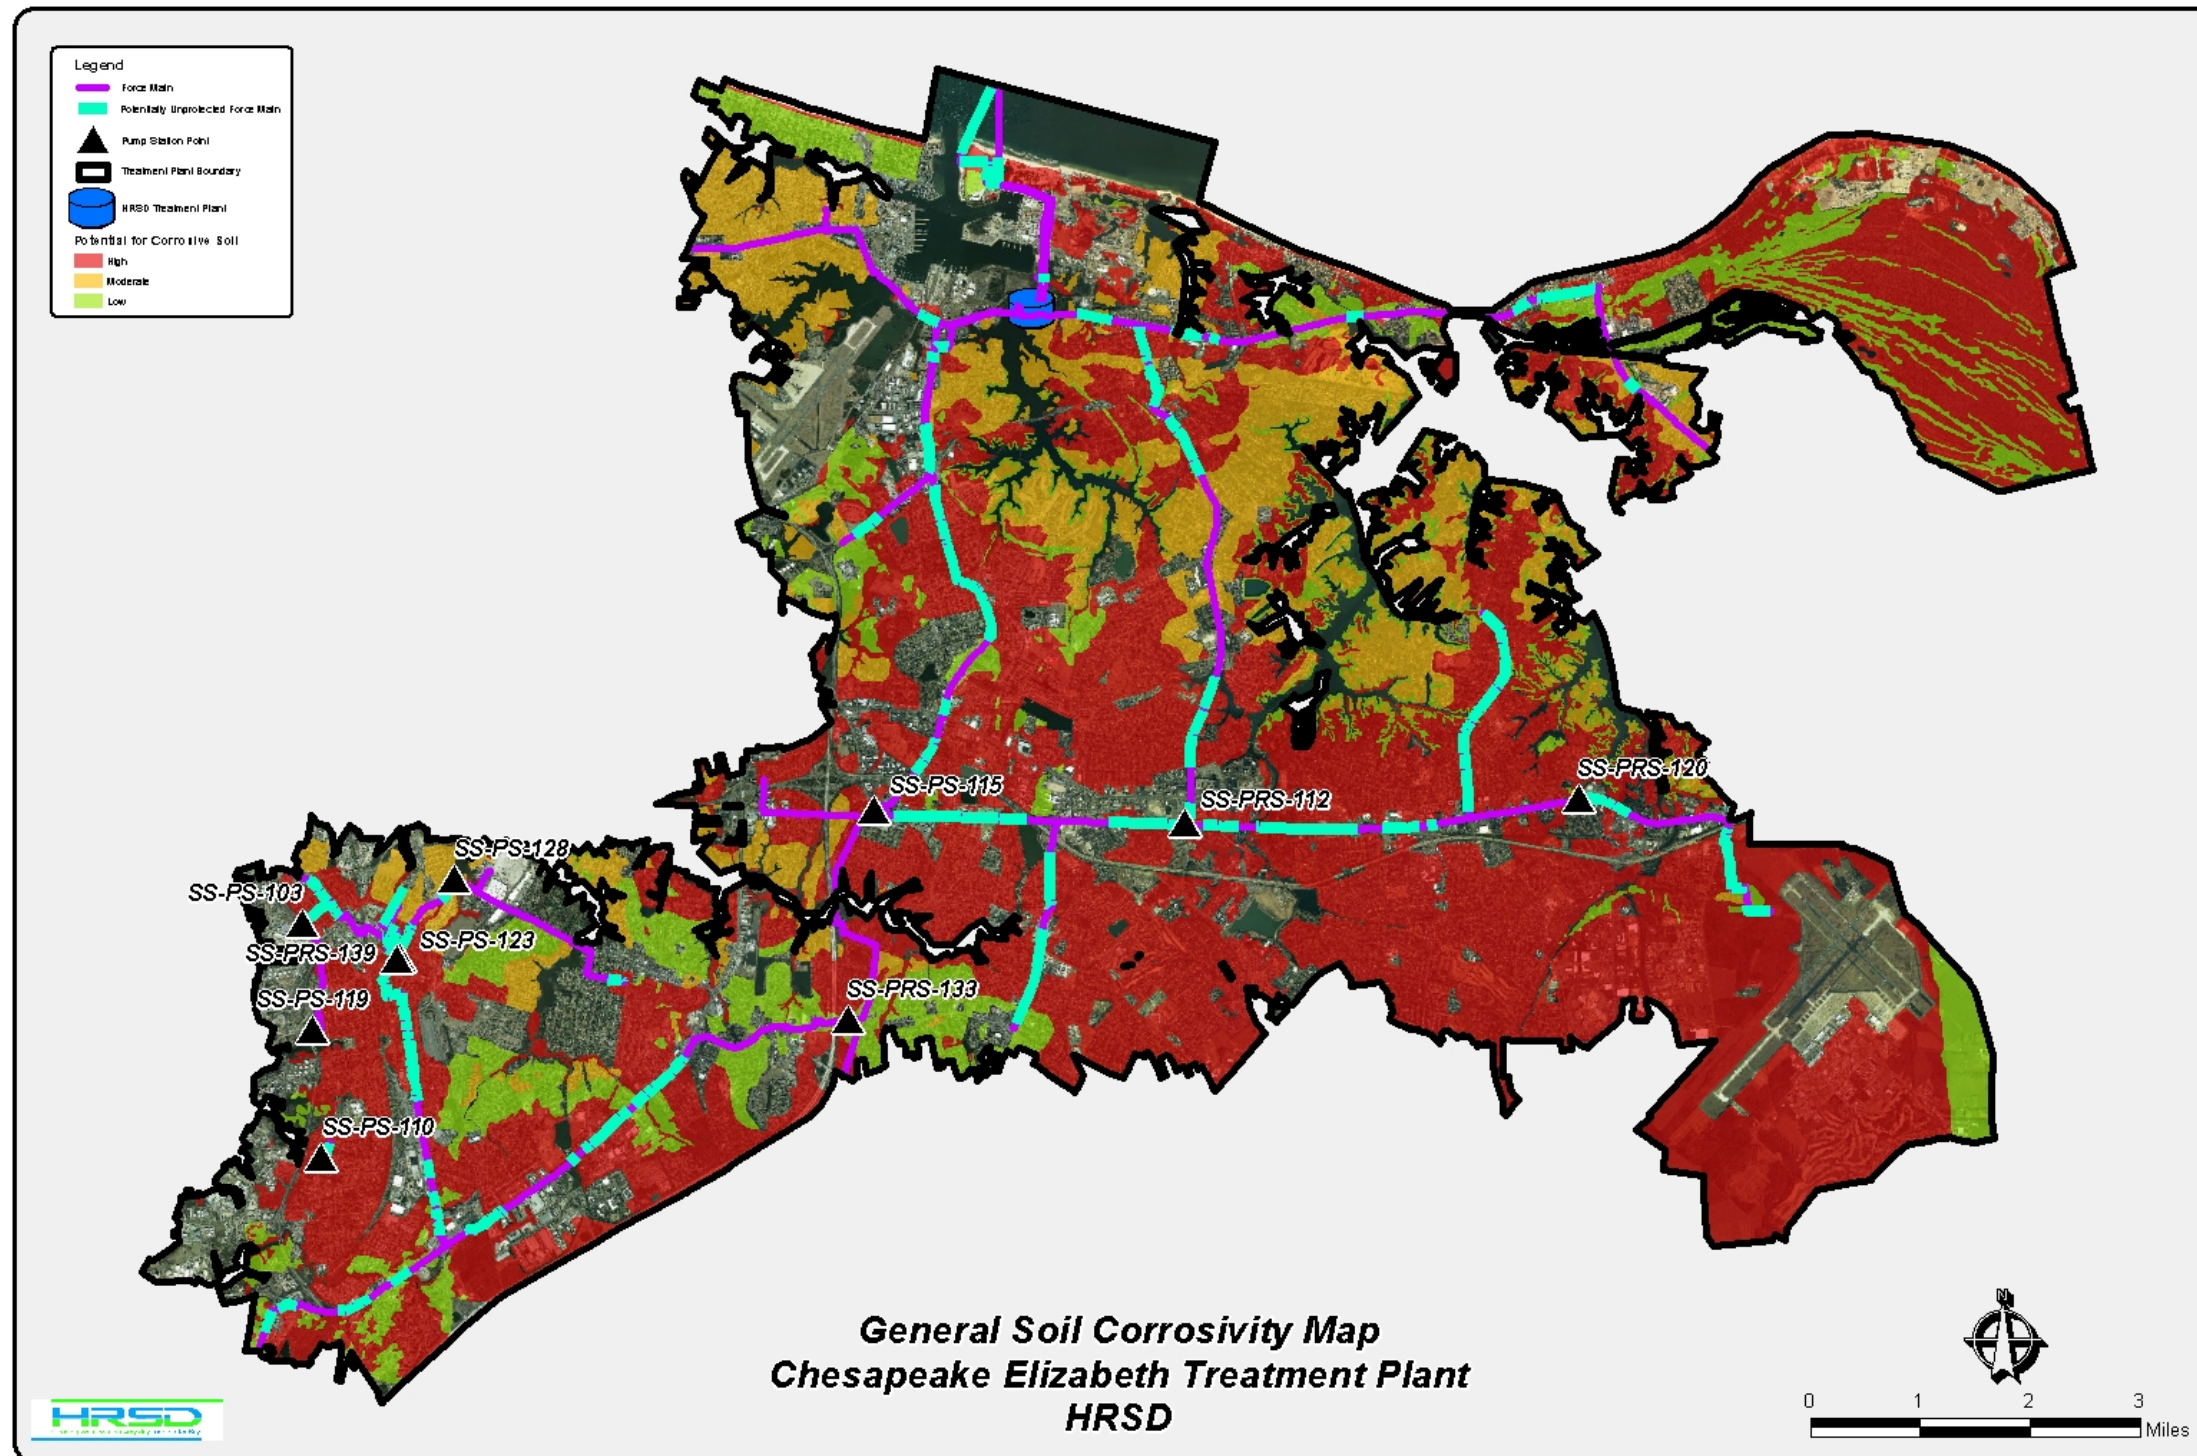 Legend
Force Main
Potentially Unprotected Force Main
Pump Station Point
Treatment Plant Boundary
HRSD Treatment Plant
Potential for Corrosive Soil
High
Moderate
Low
SS-PS-115
SS-PRS-112
SS-PRS-120
SS-PS-128
SS-PS-103
SS-PS-123
SS-PRS-139
SS-PS-119
SS-PRS-133
SS-PS-110
General Soil Corrosivity Map
Chesapeake Elizabeth Treatment Plant
HRSD
N
0 1 2 3
Miles
HRSD